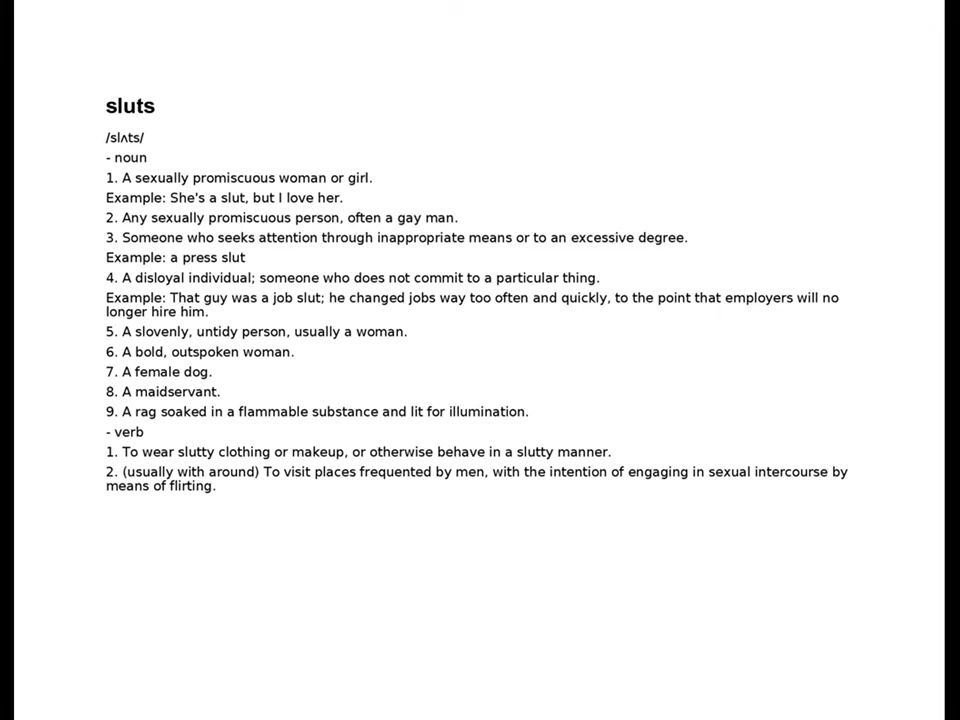 sluts
/slʌts/
- noun
1. A sexually promiscuous woman or girl.
Example: She's a slut, but I love her.
2. Any sexually promiscuous person, often a gay man.
3. Someone who seeks attention through inappropriate means or to an excessive degree.
Example: a press slut
4. A disloyal individual; someone who does not commit to a particular thing.
Example: That guy was a job slut; he changed jobs way too often and quickly, to the point that employers will no
longer hire him.
5. A slovenly, untidy person, usually a woman.
6. A bold, outspoken woman.
7. A female dog.
8. A maidservant.
9. A rag soaked in a flammable substance and lit for illumination.
- verb
1. To wear slutty clothing or makeup, or otherwise behave in a slutty manner.
2. (usually with around) To visit places frequented by men, with the intention of engaging in sexual intercourse by
means of flirting.